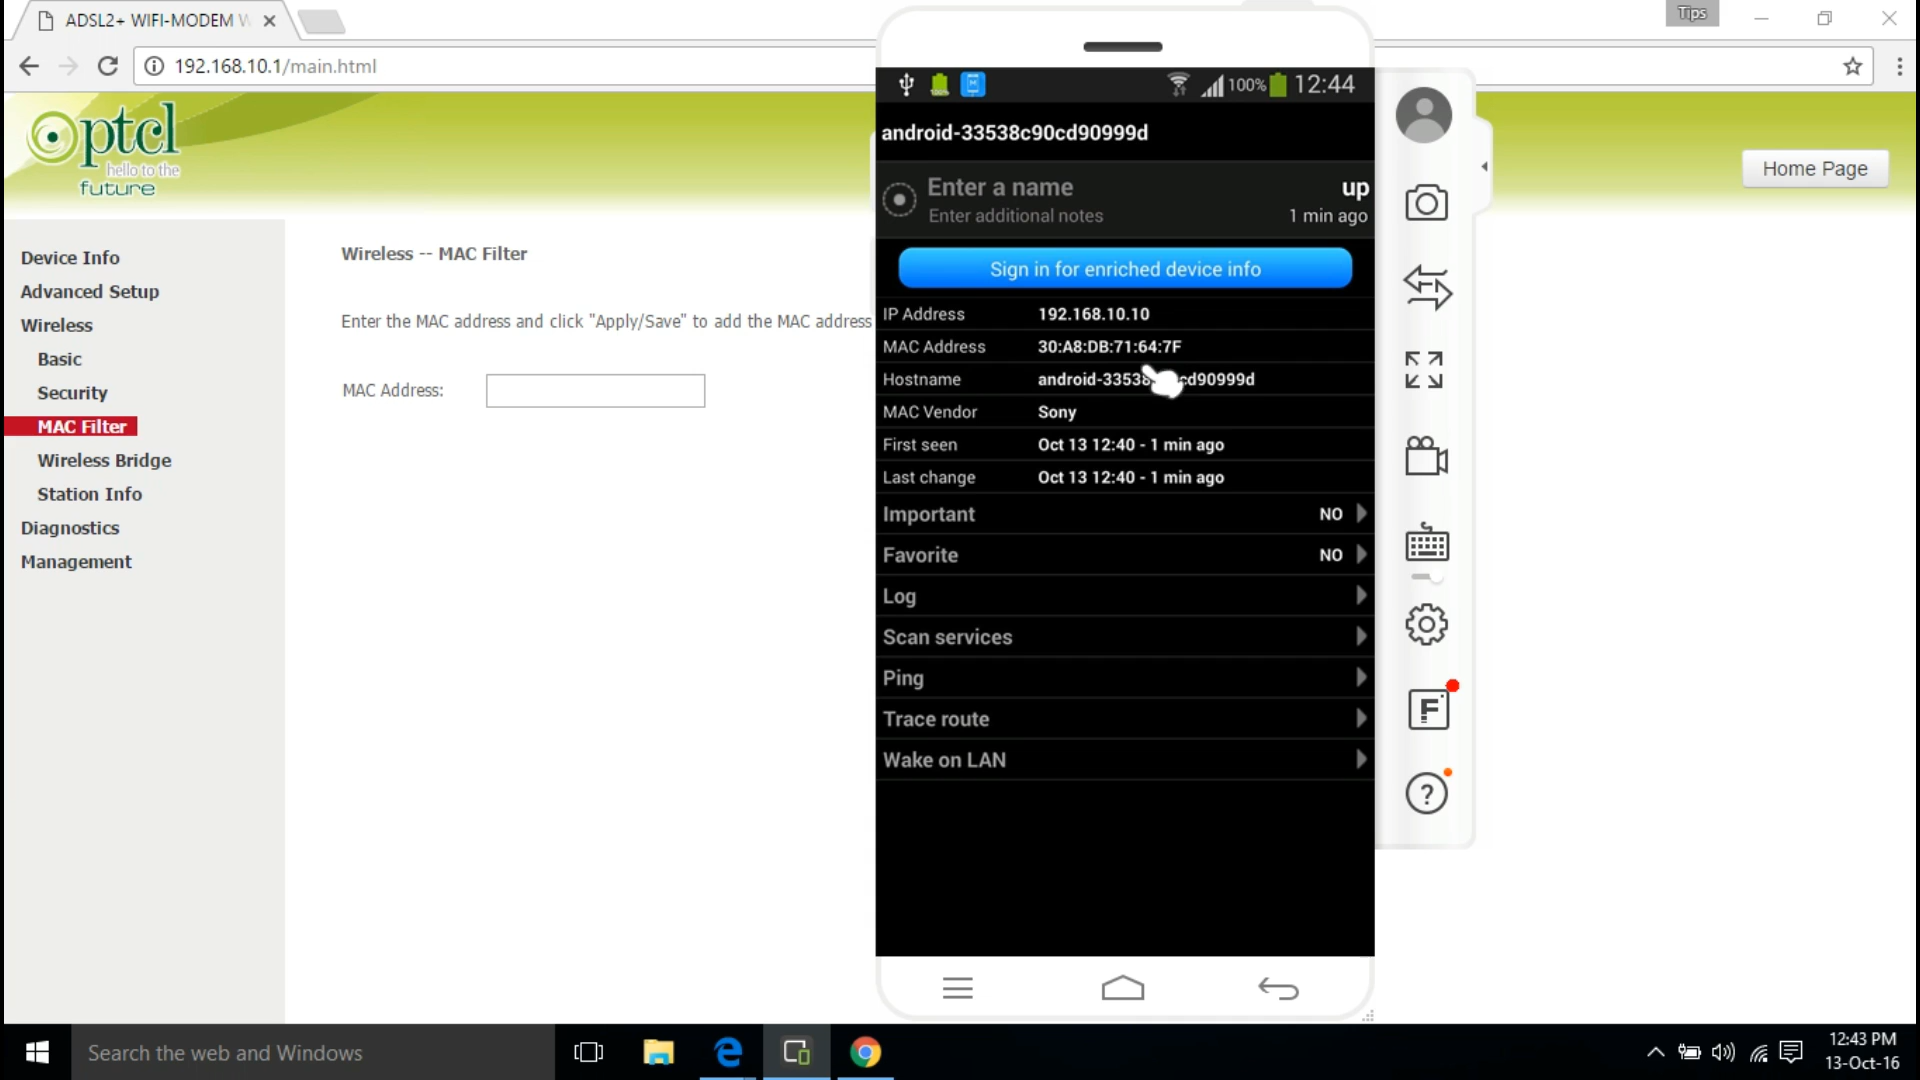 ADSL2+ WIFI-MODEM W
Tips
192.168.10.1/main.html
ptcl
hello to the
future
Home Page
Device Info
Advanced Setup
Wireless
Basic
Security
MAC Filter
Wireless Bridge
Station Info
Diagnostics
Management
Wireless -- MAC Filter
Enter the MAC address and click "Apply/Save" to add the MAC address
MAC Address:
100% 12:44
android-33538c90cd90999d
Enter a name
up
Enter additional notes
1 min ago
Sign in for enriched device info
IP Address 192.168.10.10
MAC Address 30:A8:DB:71:64:7F
Hostname android-33538 cd90999d
MAC Vendor Sony
First seen Oct 13 12:40 - 1 min ago
Last change Oct 13 12:40 - 1 min ago
Important NO
Favorite NO
Log
Scan services
Ping
Trace route
Wake on LAN
F
?
Search the web and Windows
12:43 PM
13-Oct-16